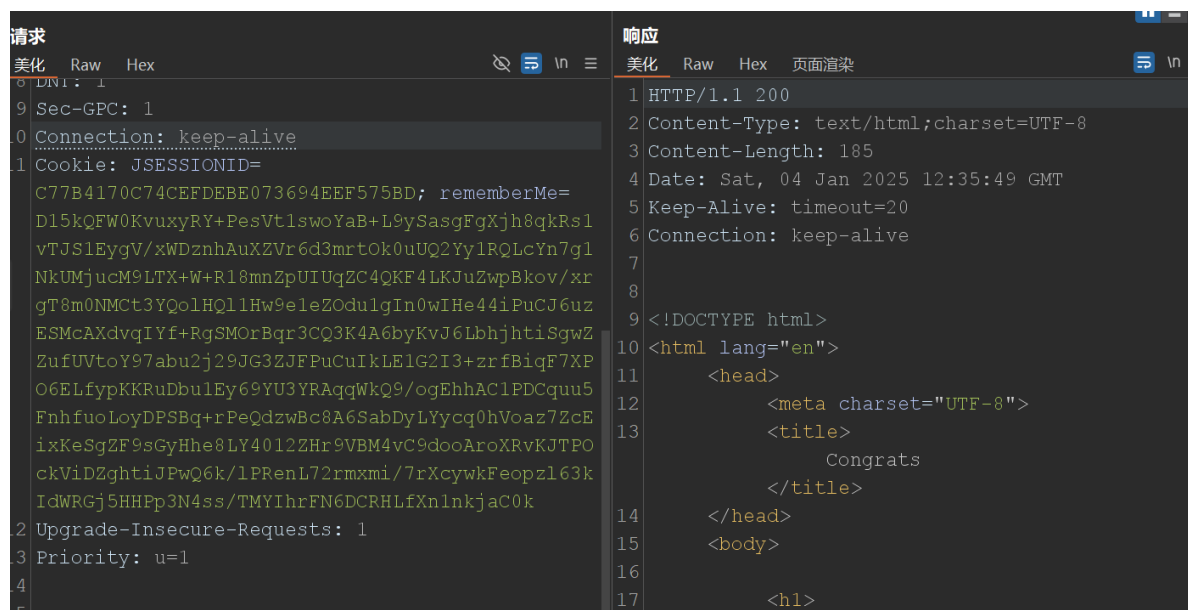 请求
美化 Raw Hex \n
8 DNT: 1
9 Sec-GPC: 1
0 Connection: keep-alive
1 Cookie: JSESSIONID=
C77B4170C74CEFDEBE073694EEF575BD; rememberMe=
D15kQFW0KvuxyRY+PesVt1swoYaB+L9ySasgFgXjh8qkRs1
vTJS1EygV/xWDznhAuXZVr6d3mrtOk0uUQ2Yy1RQLcYn7g1
NkUMjucM9LTX+W+R18mnZpUIUqZC4QKF4LKJuZwpBkov/xr
gT8m0NMCt3YQolHQl1Hw9e1eZOdu1gIn0wIHe44iPuCJ6uz
ESMcAXdvqIYf+RgSMOrBqr3CQ3K4A6byKvJ6LbhjhtiSgwZ
ZufUVtoY97abu2j29JG3ZJFPuCuIkLE1G2I3+zrfBiqF7XP
O6ELfypKKRuDbu1Ey69YU3YRAqqWkQ9/ogEhhAC1PDCquu5
FnhfuoLoyDPSBq+rPeQdzwBc8A6SabDyLYycq0hVoaz7ZcE
ixKeSgZF9sGyHhe8LY4012ZHr9VBM4vC9dooAroXRvKJTPO
ckViDZghtiJPwQ6k/lPRenL72rmxmi/7rXcywkFeopzl63k
IdWRGj5HHPp3N4ss/TMYIhrFN6DCRHLfXn1nkjaC0k
2 Upgrade-Insecure-Requests: 1
3 Priority: u=1
4
响应
美化 Raw Hex 页面渲染 \n
1 HTTP/1.1 200
2 Content-Type: text/html;charset=UTF-8
3 Content-Length: 185
4 Date: Sat, 04 Jan 2025 12:35:49 GMT
5 Keep-Alive: timeout=20
6 Connection: keep-alive
7
8
9 <!DOCTYPE html>
10 <html lang="en">
11 <head>
12 <meta charset="UTF-8">
13 <title>
Congrats
</title>
14 </head>
15 <body>
16
17 <h1>